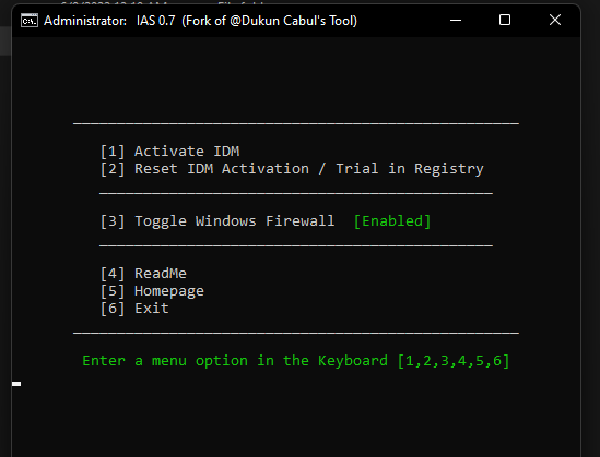 Administrator: IAS 0.7 (Fork of @Dukun Cabul's Tool)
[1] Activate IDM
[2] Reset IDM Activation / Trial in Registry
[3] Toggle Windows Firewall [Enabled]
[4] ReadMe
[5] Homepage
[6] Exit
Enter a menu option in the Keyboard [1,2,3,4,5,6]